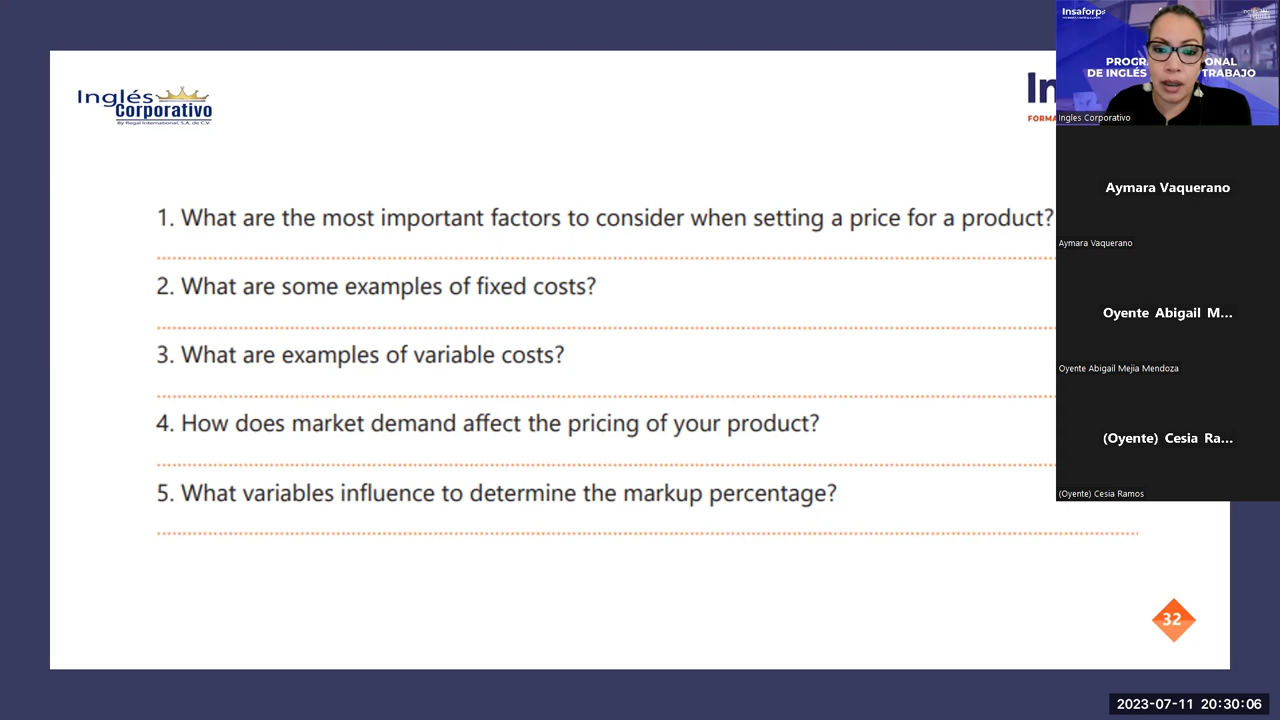 Inglés
Corporativo
By Regal International, S.A. de C.V.
In
FORMA
1. What are the most important factors to consider when setting a price for a product?
2. What are some examples of fixed costs?
3. What are examples of variable costs?
4. How does market demand affect the pricing of your product?
5. What variables influence to determine the markup percentage?
32
Insaforp
PROGR ONAL
DE INGLÉS TRABAJO
Ingles Corporativo
Aymara Vaquerano
Aymara Vaquerano
Oyente Abigail M...
Oyente Abigail Mejia Mendoza
(Oyente) Cesia Ra...
(Oyente) Cesia Ramos
2023-07-11 20:30:06